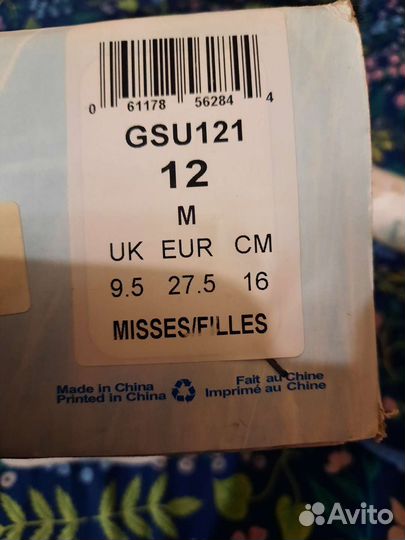 0 61178 56284 4
GSU121
12
M
UK EUR CM
9.5 27.5 16
MISSES/FILLES
Made in China
Printed in China
Fait au Chine
Imprimé au Chine
Avito